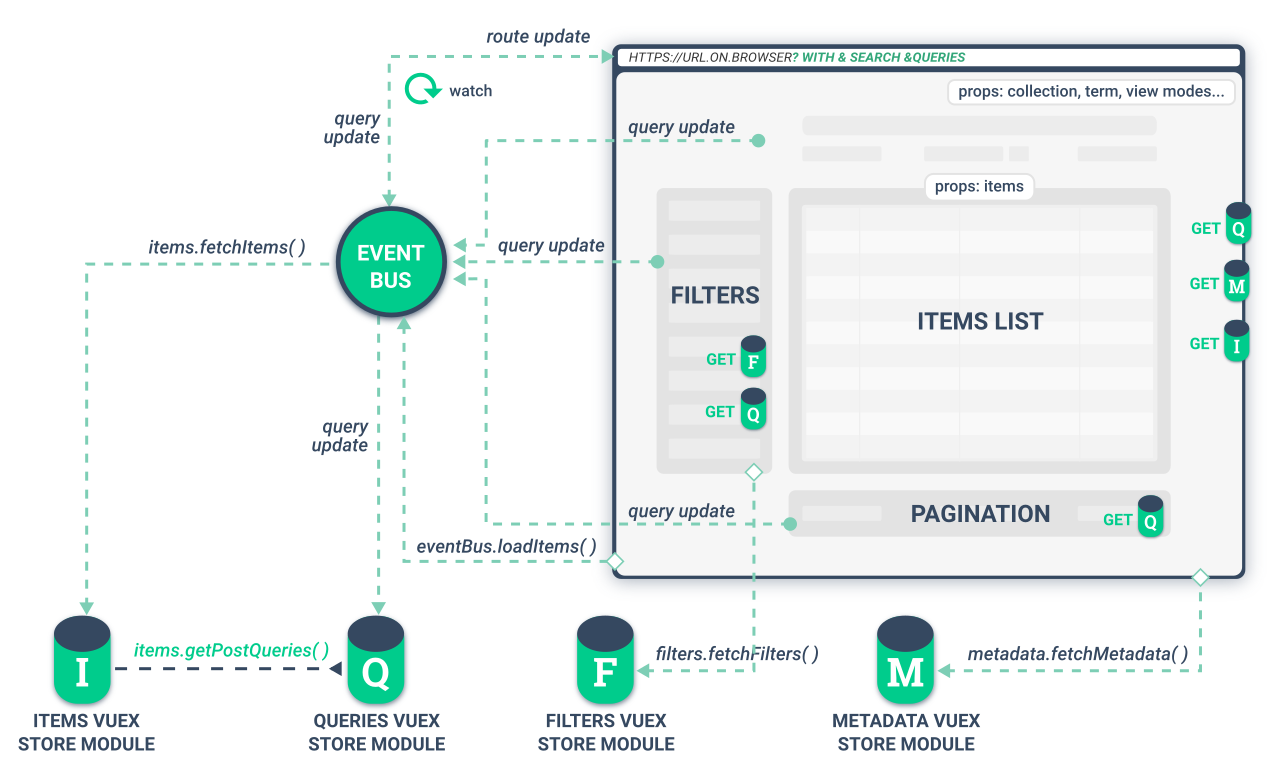 route update
HTTPS://URL.ON.BROWSER? WITH & SEARCH &QUERIES
watch
props: collection, term, view modes...
query
update
query update
props: items
GET Q
items.fetchItems( )
EVENT
BUS
query update
GET M
FILTERS
ITEMS LIST
GET I
GET F
GET Q
query
update
query update
PAGINATION
GET Q
eventBus.loadItems( )
items.getPostQueries( )
filters.fetchFilters( )
metadata.fetchMetadata( )
I
Q
F
M
ITEMS VUEX
STORE MODULE
QUERIES VUEX
STORE MODULE
FILTERS VUEX
STORE MODULE
METADATA VUEX
STORE MODULE